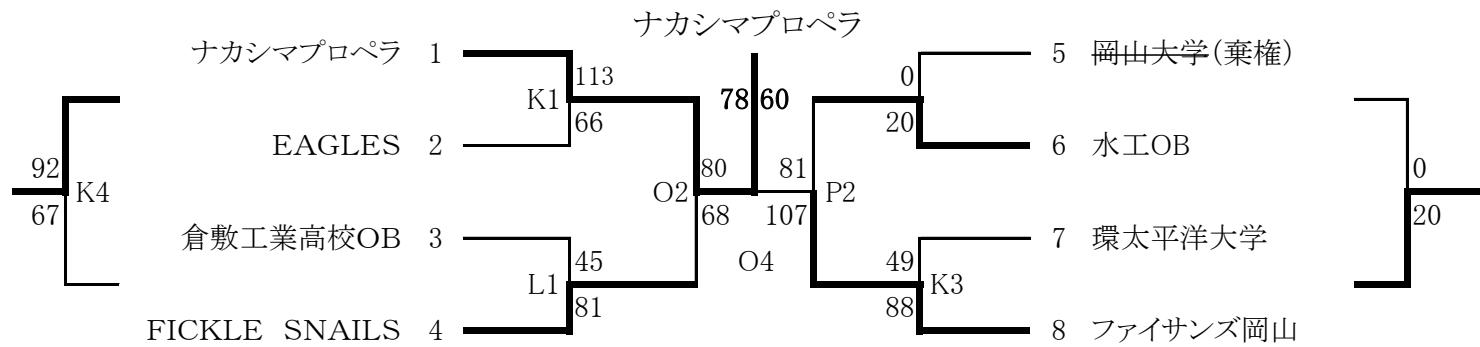 ナカシマプロペラ
ナカシマプロペラ 1
5 岡山大学(棄権)
113
0
K1
78 60
66
20
EAGLES 2
6 水工OB
92
80
81
0
K4
O2
P2
67
68
107
20
倉敷工業高校OB 3
7 環太平洋大学
45
O4
49
L1
K3
81
88
FICKLE SNAILS 4
8 ファイサンズ岡山